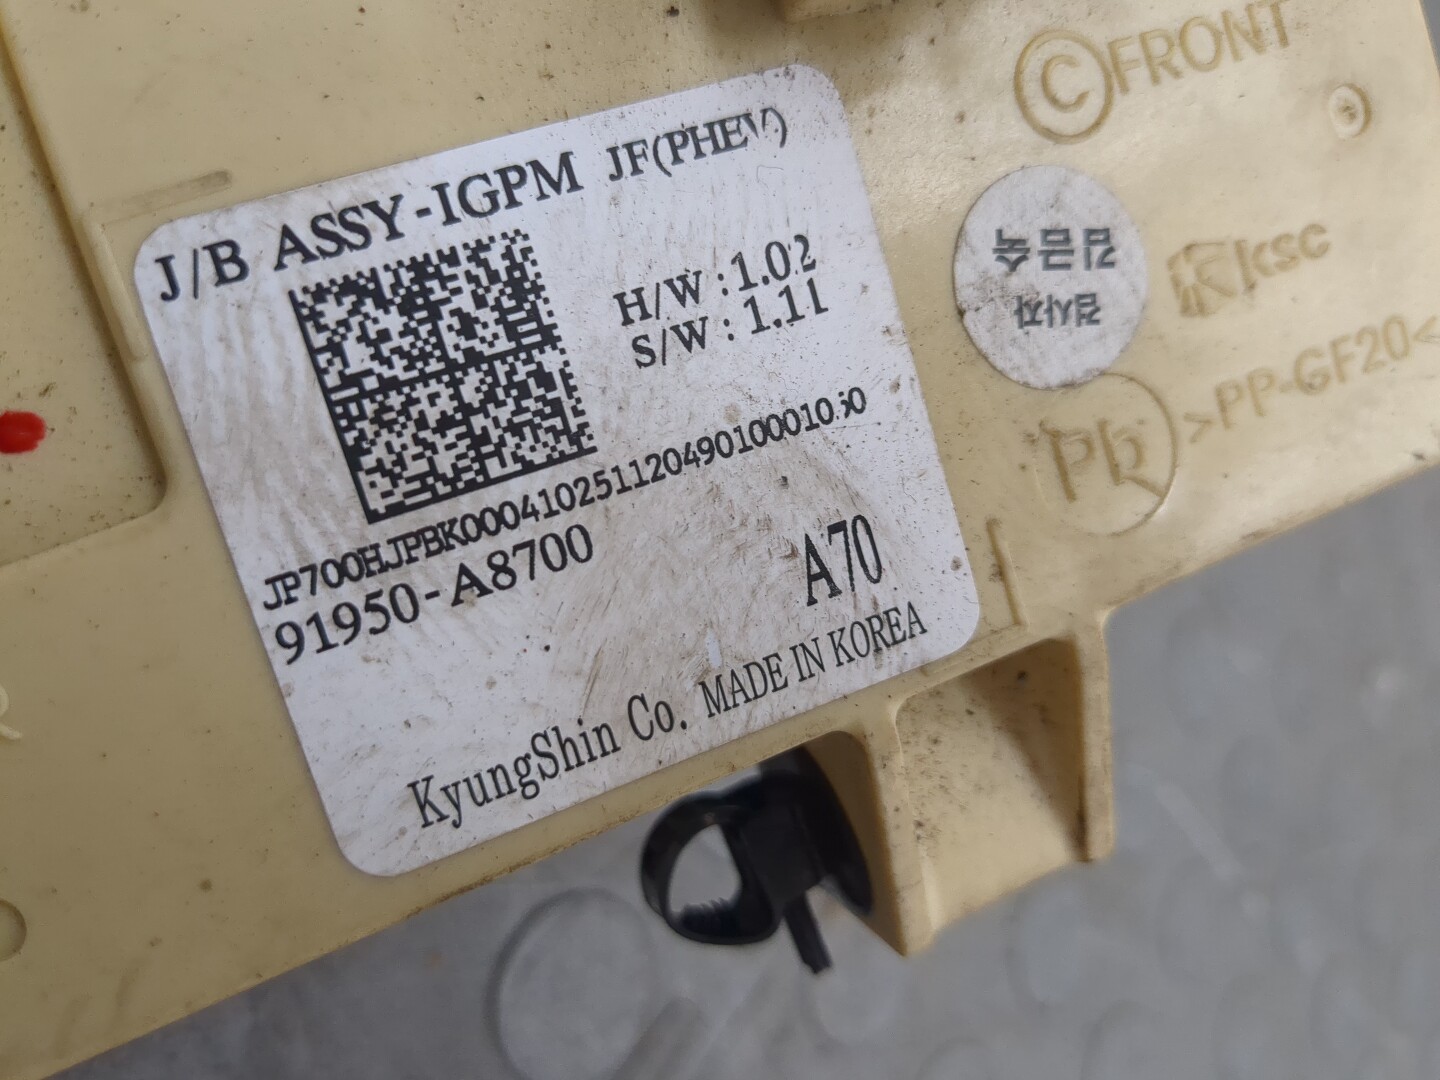 J/B ASSY-IGPM JF(PHEV)
H/W : 1.02
S/W : 1.11
91950-A8700
A70
KyungShin Co. MADE IN KOREA
C FRONT
ksc
>PP-GF20<
Pb